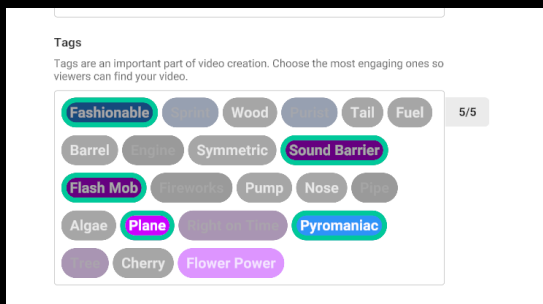 Tags
Tags are an important part of video creation. Choose the most engaging ones so
viewers can find your video.
Fashionable Sprint Wood Purist Tail Fuel 5/5
Barrel Engine Symmetric Sound Barrier
Flash Mob Fireworks Pump Nose Pipe
Algae Plane Right on Time Pyromaniac
Tree Cherry Flower Power